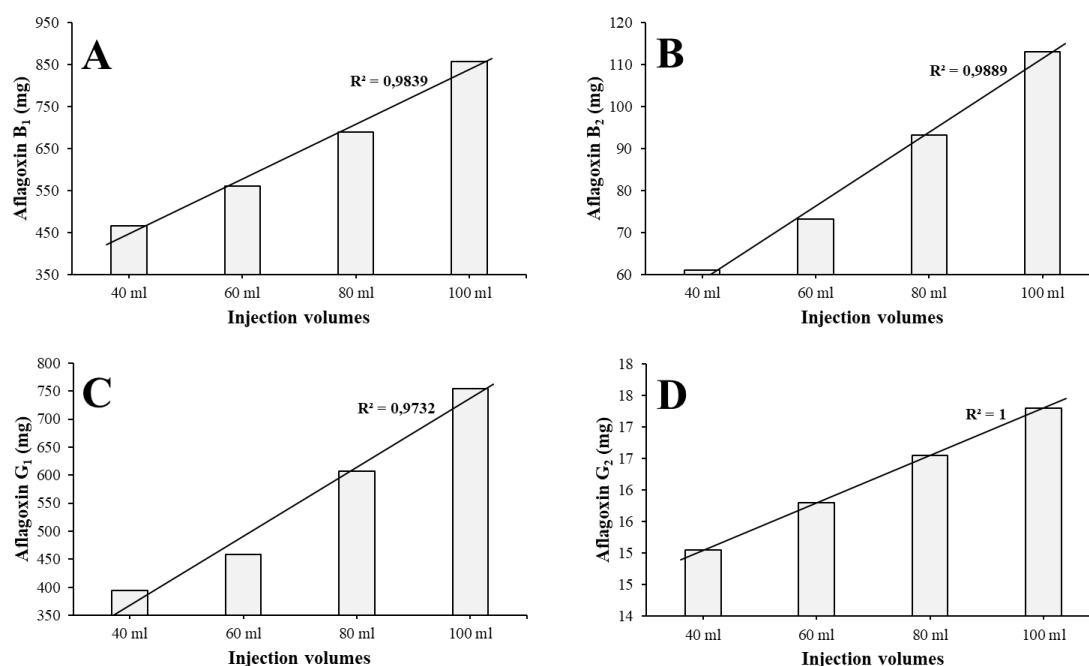 A
Aflagoxin B1 (mg)
950
850
750
650
550
450
350
R² = 0,9839
40 ml 60 ml 80 ml 100 ml
Injection volumes
B
Aflagoxin B2 (mg)
120
110
100
90
80
70
60
R² = 0,9889
40 ml 60 ml 80 ml 100 ml
Injection volumes
C
Aflagoxin G1 (mg)
800
750
700
650
600
550
500
450
400
350
R² = 0,9732
40 ml 60 ml 80 ml 100 ml
Injection volumes
D
Aflagoxin G2 (mg)
18
18
17
17
16
16
15
15
14
R² = 1
40 ml 60 ml 80 ml 100 ml
Injection volumes